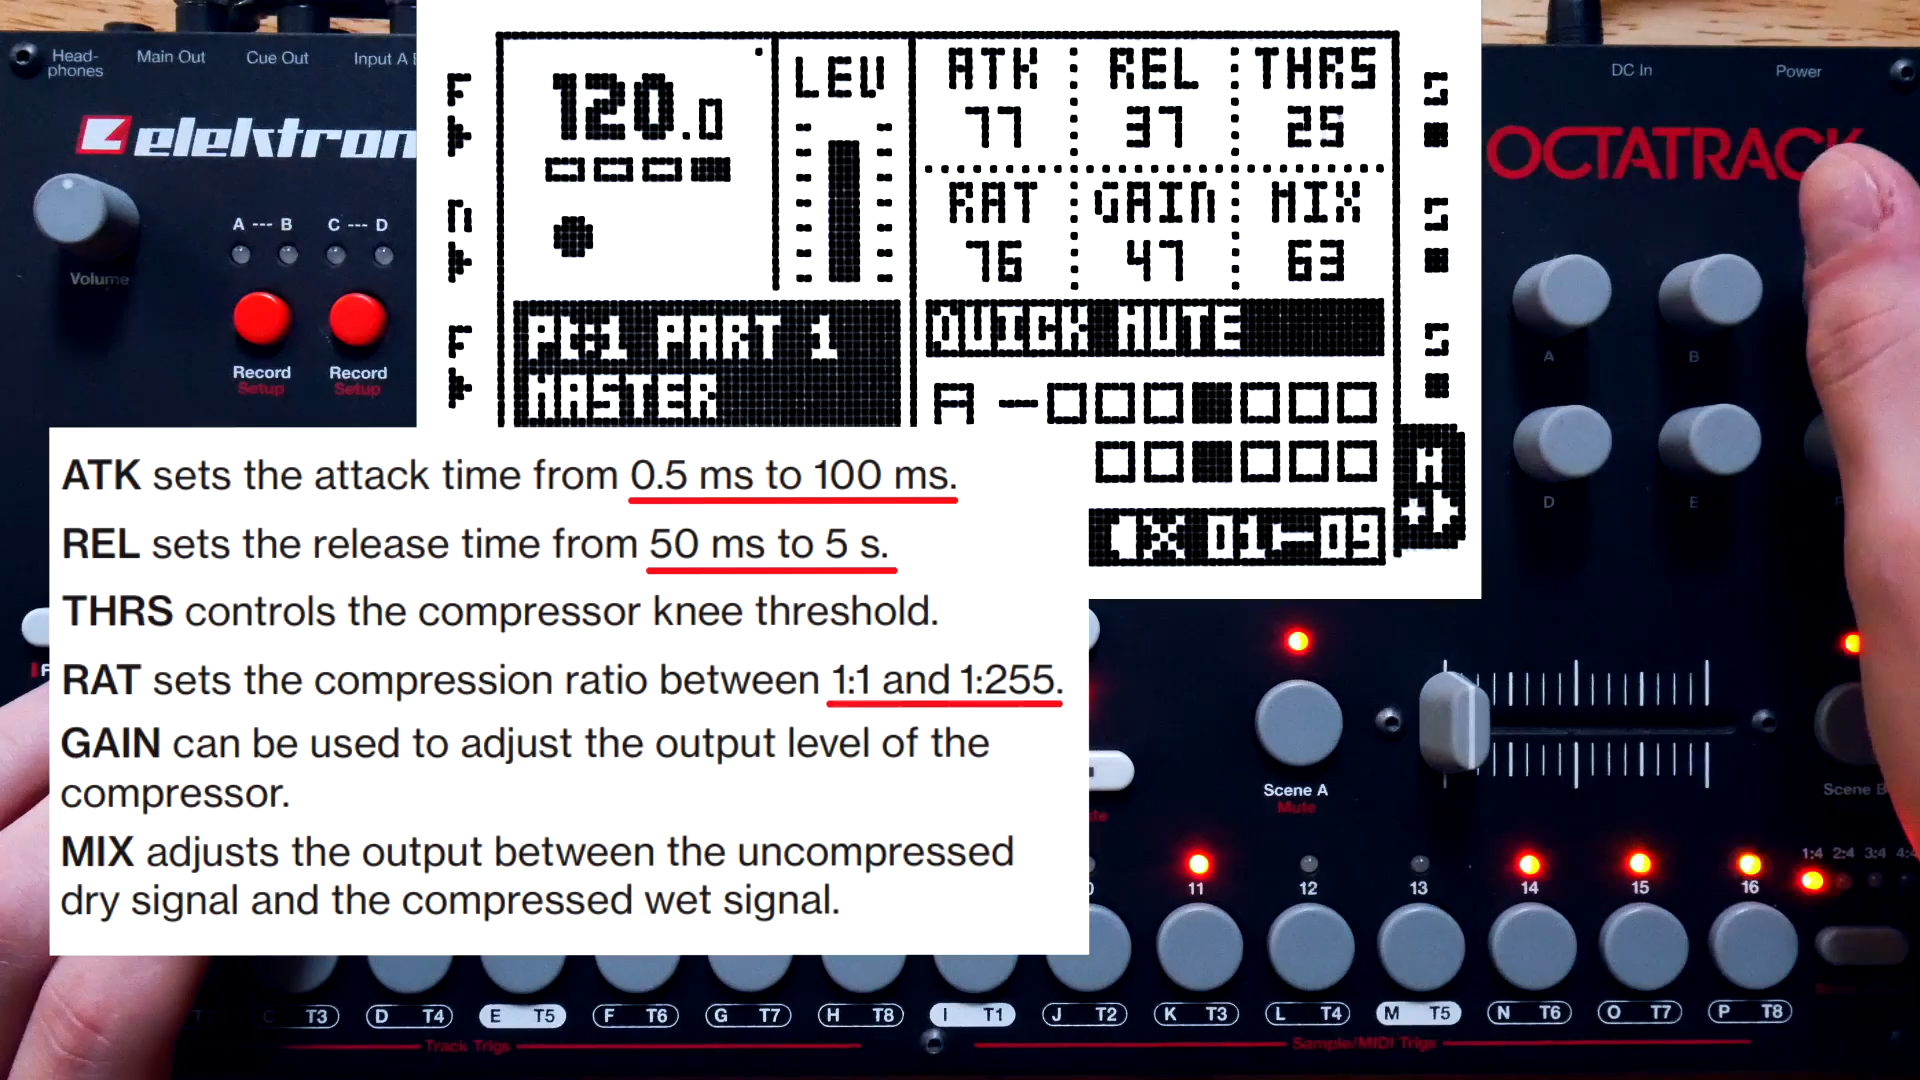 Head-
phones
Main Out
Cue Out
Input A
DC In
Power
elektron
OCTATRACK
Volume
A --- B
C --- D
Record
Setup
Record
Setup
120.0
LEV
ATK
REL
THRS
77
37
25
RAT
GAIN
MIX
76
47
63
PART 1
MASTER
QUICK MUTE
A
A
B
D
E
ATK sets the attack time from 0.5 ms to 100 ms.
REL sets the release time from 50 ms to 5 s.
THRS controls the compressor knee threshold.
RAT sets the compression ratio between 1:1 and 1:255.
GAIN can be used to adjust the output level of the
compressor.
MIX adjusts the output between the uncompressed
dry signal and the compressed wet signal.
Scene A
Mute
Scene B
1:4 2:4 3:4 4:4
11
12
13
14
15
16
C T3
D T4
E T5
F T6
G T7
H T8
I T1
J T2
K T3
L T4
M T5
N T6
O T7
P T8
Track Trigs
Sample/MIDI Trigs